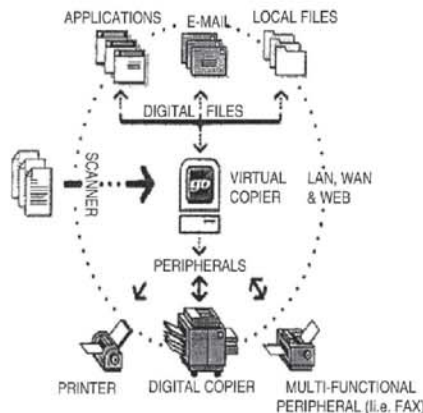 APPLICATIONS
E-MAIL
LOCAL FILES
DIGITAL FILES
SCANNER
go
VIRTUAL
COPIER
LAN, WAN
& WEB
PERIPHERALS
PRINTER
DIGITAL COPIER
MULTI-FUNCTIONAL
PERIPHERAL (li.e. FAX)